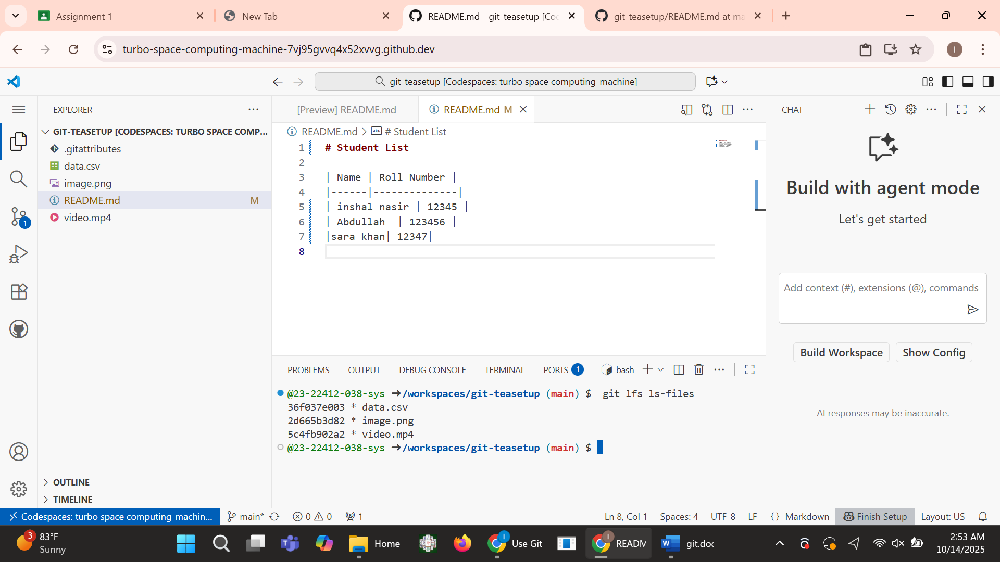 Assignment 1
New Tab
README.md - git-teasetup [Co
git-teasetup/README.md at ma
turbo-space-computing-machine-7vj95gvvq4x52xvvg.github.dev
I
git-teasetup [Codespaces: turbo space computing-machine]
EXPLORER
GIT-TEASETUP [CODESPACES: TURBO SPACE COMP...
.gitattributes
data.csv
image.png
README.md M
video.mp4
1
OUTLINE
TIMELINE
[Preview] README.md
README.md M
README.md > abc # Student List
1 # Student List
2
3 | Name | Roll Number |
4 |------|--------------|
5 | inshal nasir | 12345 |
6 | Abdullah  | 123456 |
7 |sara khan| 12347|
8
CHAT
Build with agent mode
Let's get started
Add context (#), extensions (@), commands
Build Workspace
Show Config
AI responses may be inaccurate.
PROBLEMS OUTPUT DEBUG CONSOLE TERMINAL PORTS 1
bash
@23-22412-038-sys ➜/workspaces/git-teasetup (main) $  git lfs ls-files
36f037e003 * data.csv
2d665b3d82 * image.png
5c4fb902a2 * video.mp4
@23-22412-038-sys ➜/workspaces/git-teasetup (main) $
Codespaces: turbo space computing-machin... main* 0 0 1
Ln 8, Col 1 Spaces: 4 UTF-8 LF {} Markdown Finish Setup Layout: US
3
83°F
Sunny
Home
I
Use Git
I
READM
git.doc
2:53 AM
10/14/2025